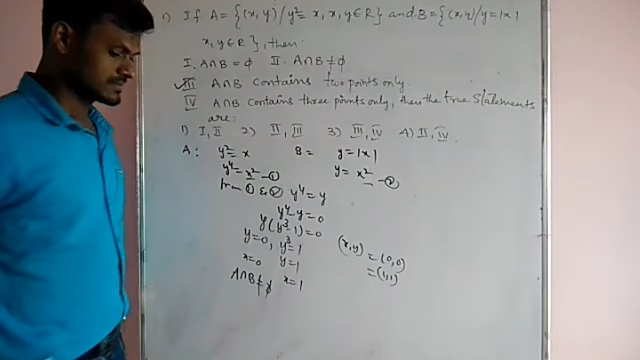 1) If A = {(x,y)/y²= x, x,y∈R} and B = {(x,y)/y=|x|
x,y∈R}, then
I. A∩B = ϕ II. A∩B ≠ ϕ
III A∩B contains two points only.
IV A∩B contains three points only, then the true statements
are:
1) I, II 2) II, III 3) III, IV 4) II, IV
A: y² = x B = y = |x|
y⁴ = x² -① y = x² -②
from ① & ② y⁴ = y
y⁴-y = 0
y(y³-1) = 0
y=0, y³=1
x=0 y=1
A∩B ≠ ϕ x=1
(x,y) = (0,0)
= (1,1)